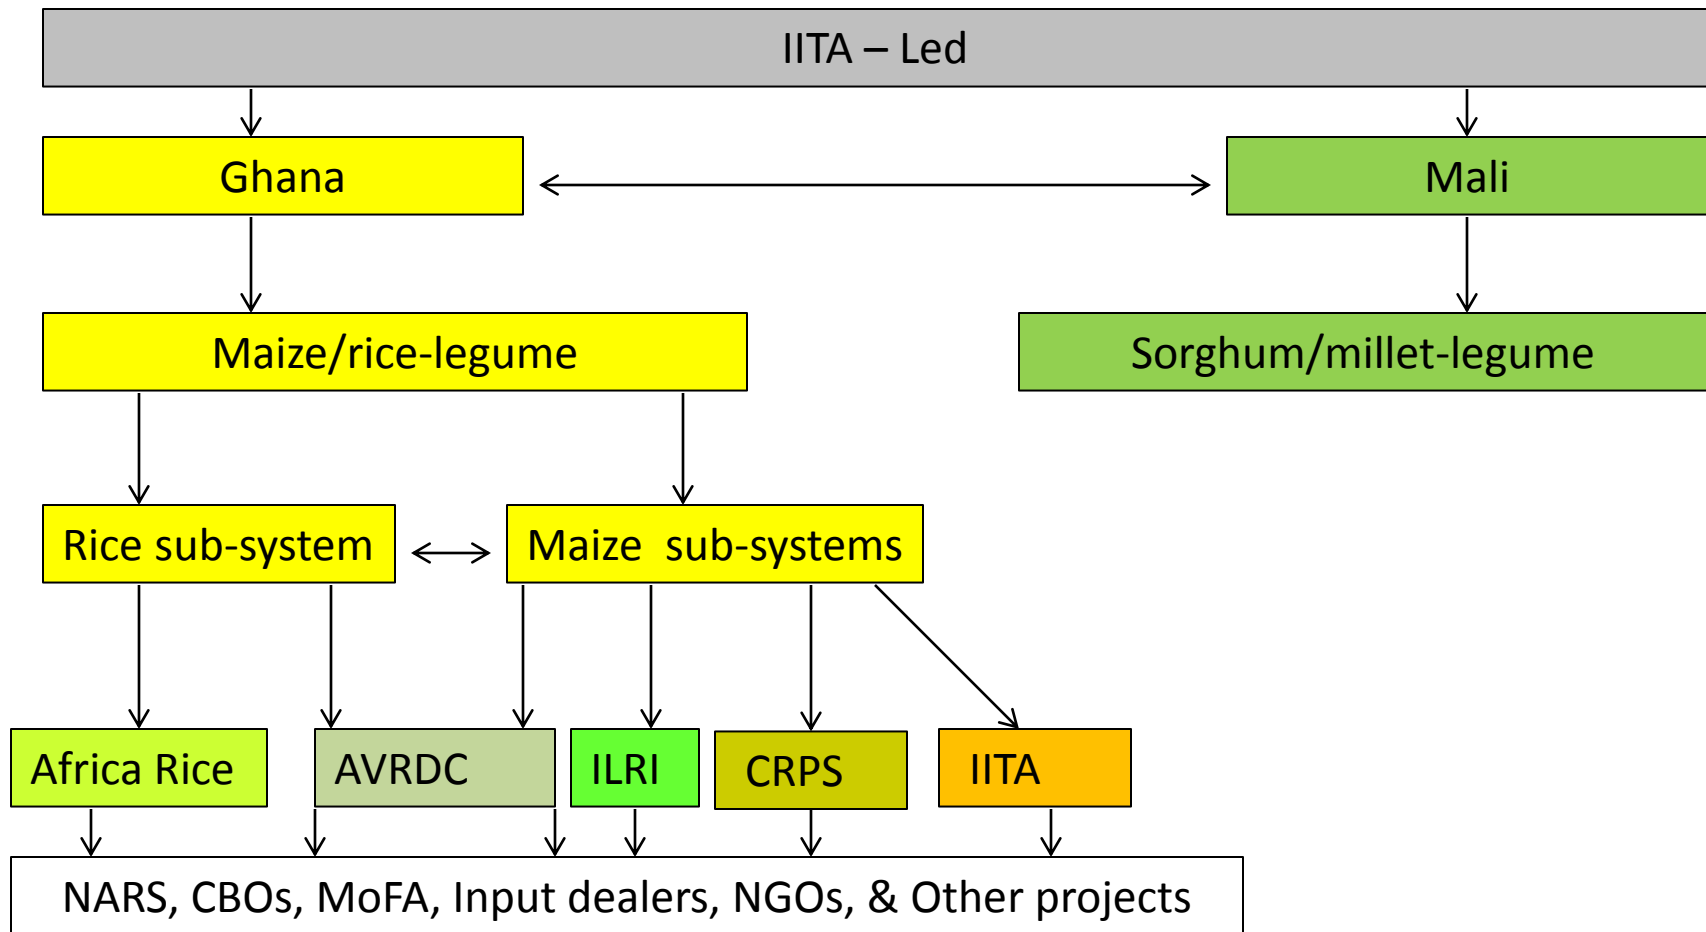 IITA – Led
Ghana
Mali
Maize/rice-legume
Sorghum/millet-legume
Rice sub-system
Maize  sub-systems
Africa Rice
AVRDC
ILRI
CRPS
IITA
NARS, CBOs, MoFA, Input dealers, NGOs, & Other projects